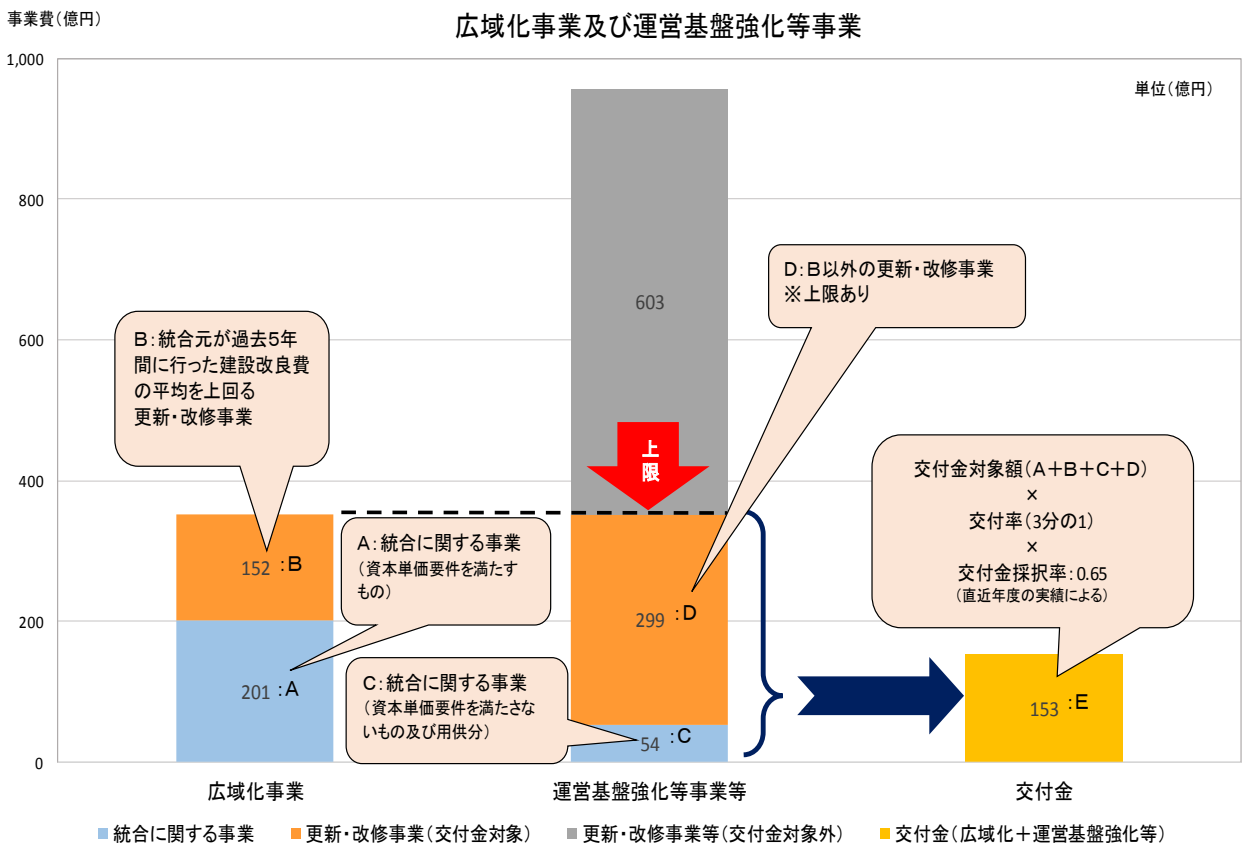 事業費(億円)
広域化事業及び運営基盤強化等事業
単位(億円)
1,000
800
600
400
200
0
B:統合元が過去5年
間に行った建設改良費
の平均を上回る
更新・改修事業
D:B以外の更新・改修事業
※上限あり
603
上
限
交付金対象額(A+B+C+D)
×
交付率(3分の1)
×
交付金採択率:0.65
(直近年度の実績による)
A:統合に関する事業
(資本単価要件を満たす
もの)
152 :B
299 :D
201 :A
C:統合に関する事業
(資本単価要件を満たさな
いもの及び用供分)
54 :C
153 :E
広域化事業
運営基盤強化等事業等
交付金
統合に関する事業
更新・改修事業(交付金対象)
更新・改修事業等(交付金対象外)
交付金(広域化+運営基盤強化等)